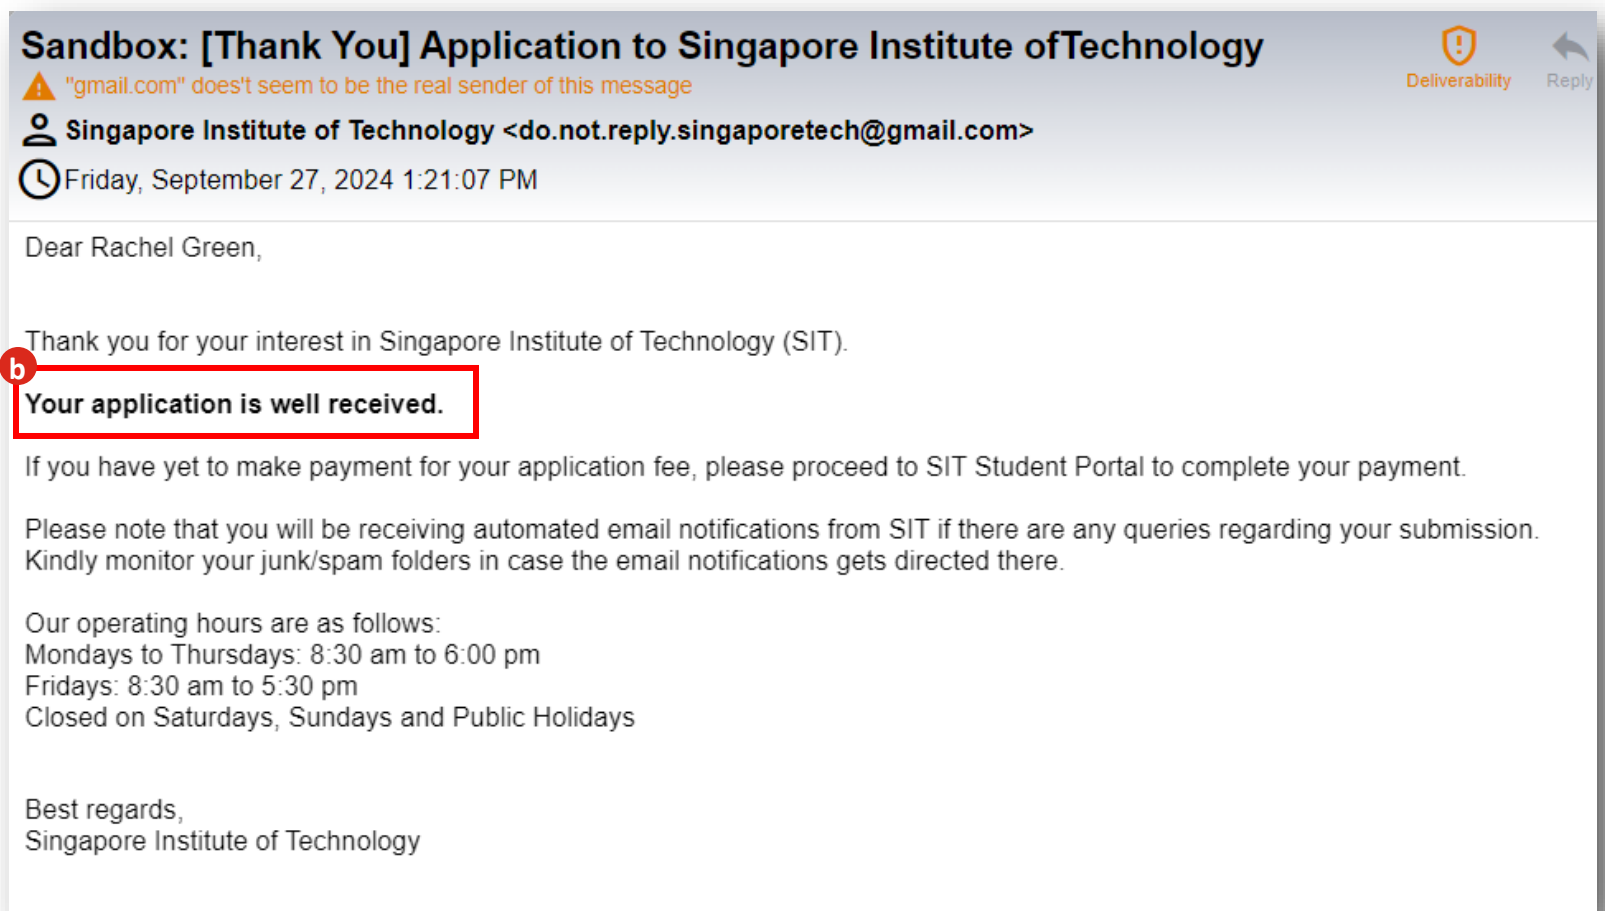 Sandbox: [Thank You] Application to Singapore Institute ofTechnology
Deliverability
Reply
"gmail.com" does't seem to be the real sender of this message
Singapore Institute of Technology <do.not.reply.singaporetech@gmail.com>
Friday, September 27, 2024 1:21:07 PM
Dear Rachel Green,
Thank you for your interest in Singapore Institute of Technology (SIT).
b
Your application is well received.
If you have yet to make payment for your application fee, please proceed to SIT Student Portal to complete your payment.
Please note that you will be receiving automated email notifications from SIT if there are any queries regarding your submission.
Kindly monitor your junk/spam folders in case the email notifications gets directed there.
Our operating hours are as follows:
Mondays to Thursdays: 8:30 am to 6:00 pm
Fridays: 8:30 am to 5:30 pm
Closed on Saturdays, Sundays and Public Holidays
Best regards,
Singapore Institute of Technology